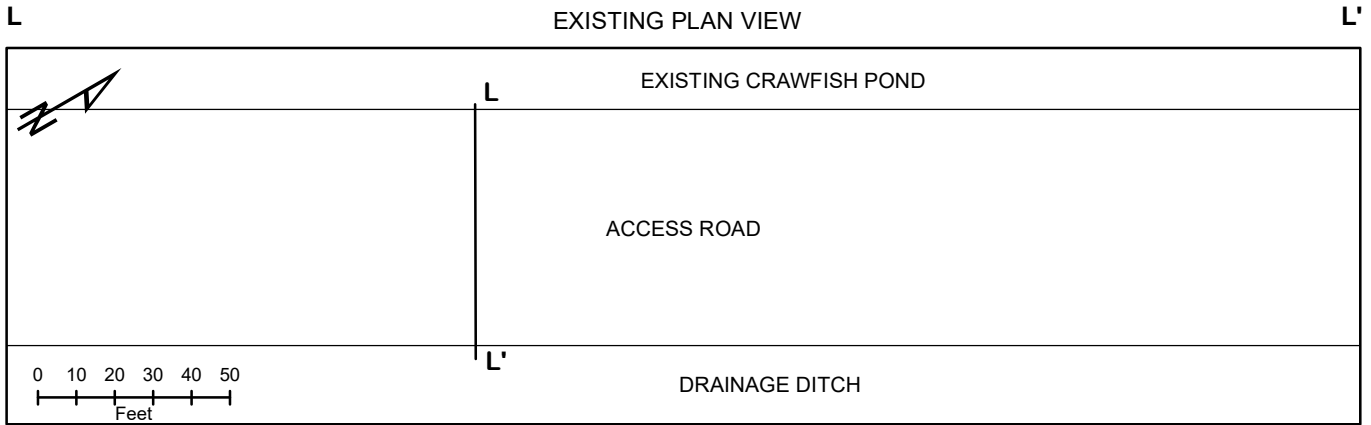 L EXISTING PLAN VIEW L'
EXISTING CRAWFISH POND
N
L
ACCESS ROAD
L'
0 10 20 30 40 50
Feet
DRAINAGE DITCH